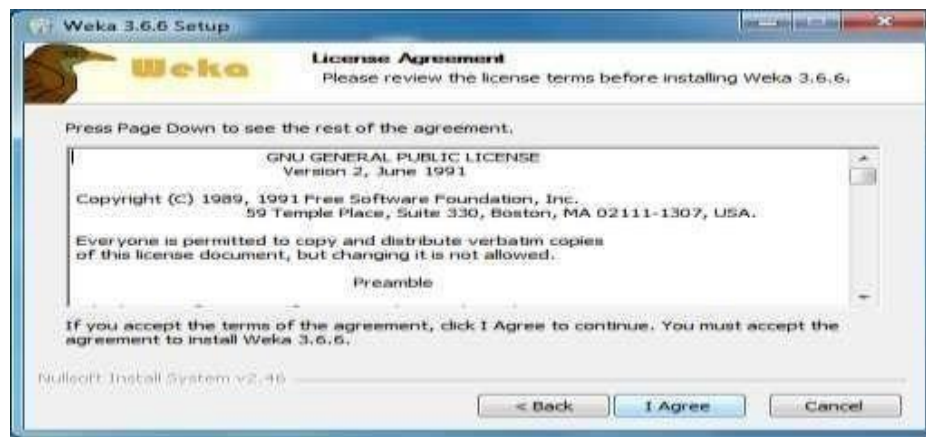 Weka 3.6.6 Setup
Weka
License Agreement
Please review the license terms before installing Weka 3.6.6.
Press Page Down to see the rest of the agreement.
GNU GENERAL PUBLIC LICENSE
Version 2, June 1991
Copyright (C) 1989, 1991 Free Software Foundation, Inc.
59 Temple Place, Suite 330, Boston, MA 02111-1307, USA.
Everyone is permitted to copy and distribute verbatim copies
of this license document, but changing it is not allowed.
Preamble
If you accept the terms of the agreement, click I Agree to continue. You must accept the
agreement to install Weka 3.6.6.
Nullsoft Install System v2.46
< Back
I Agree
Cancel